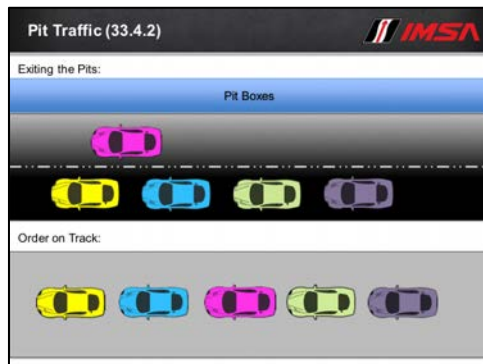 Pit Traffic (33.4.2)
IMSA
Exiting the Pits:
Pit Boxes
Order on Track: